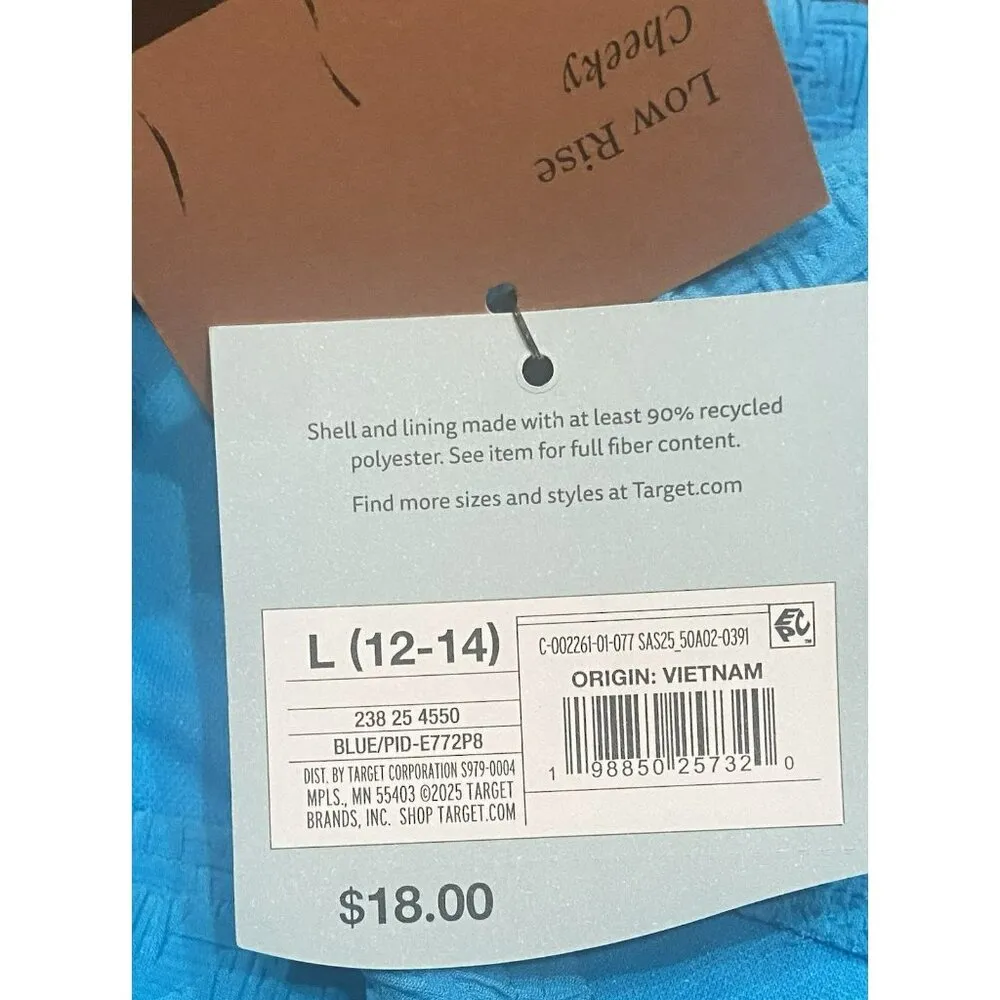 Low Rise
Cheeky
Shell and lining made with at least 90% recycled
polyester. See item for full fiber content.
Find more sizes and styles at Target.com
L (12-14)
238 25 4550
BLUE/PID-E772P8
DIST. BY TARGET CORPORATION S979-0004
MPLS., MN 55403 ©2025 TARGET
BRANDS, INC. SHOP TARGET.COM
C-002261-01-077 SAS25_50A02-0391
EPC™
ORIGIN: VIETNAM
1 98850 25732 0
$18.00